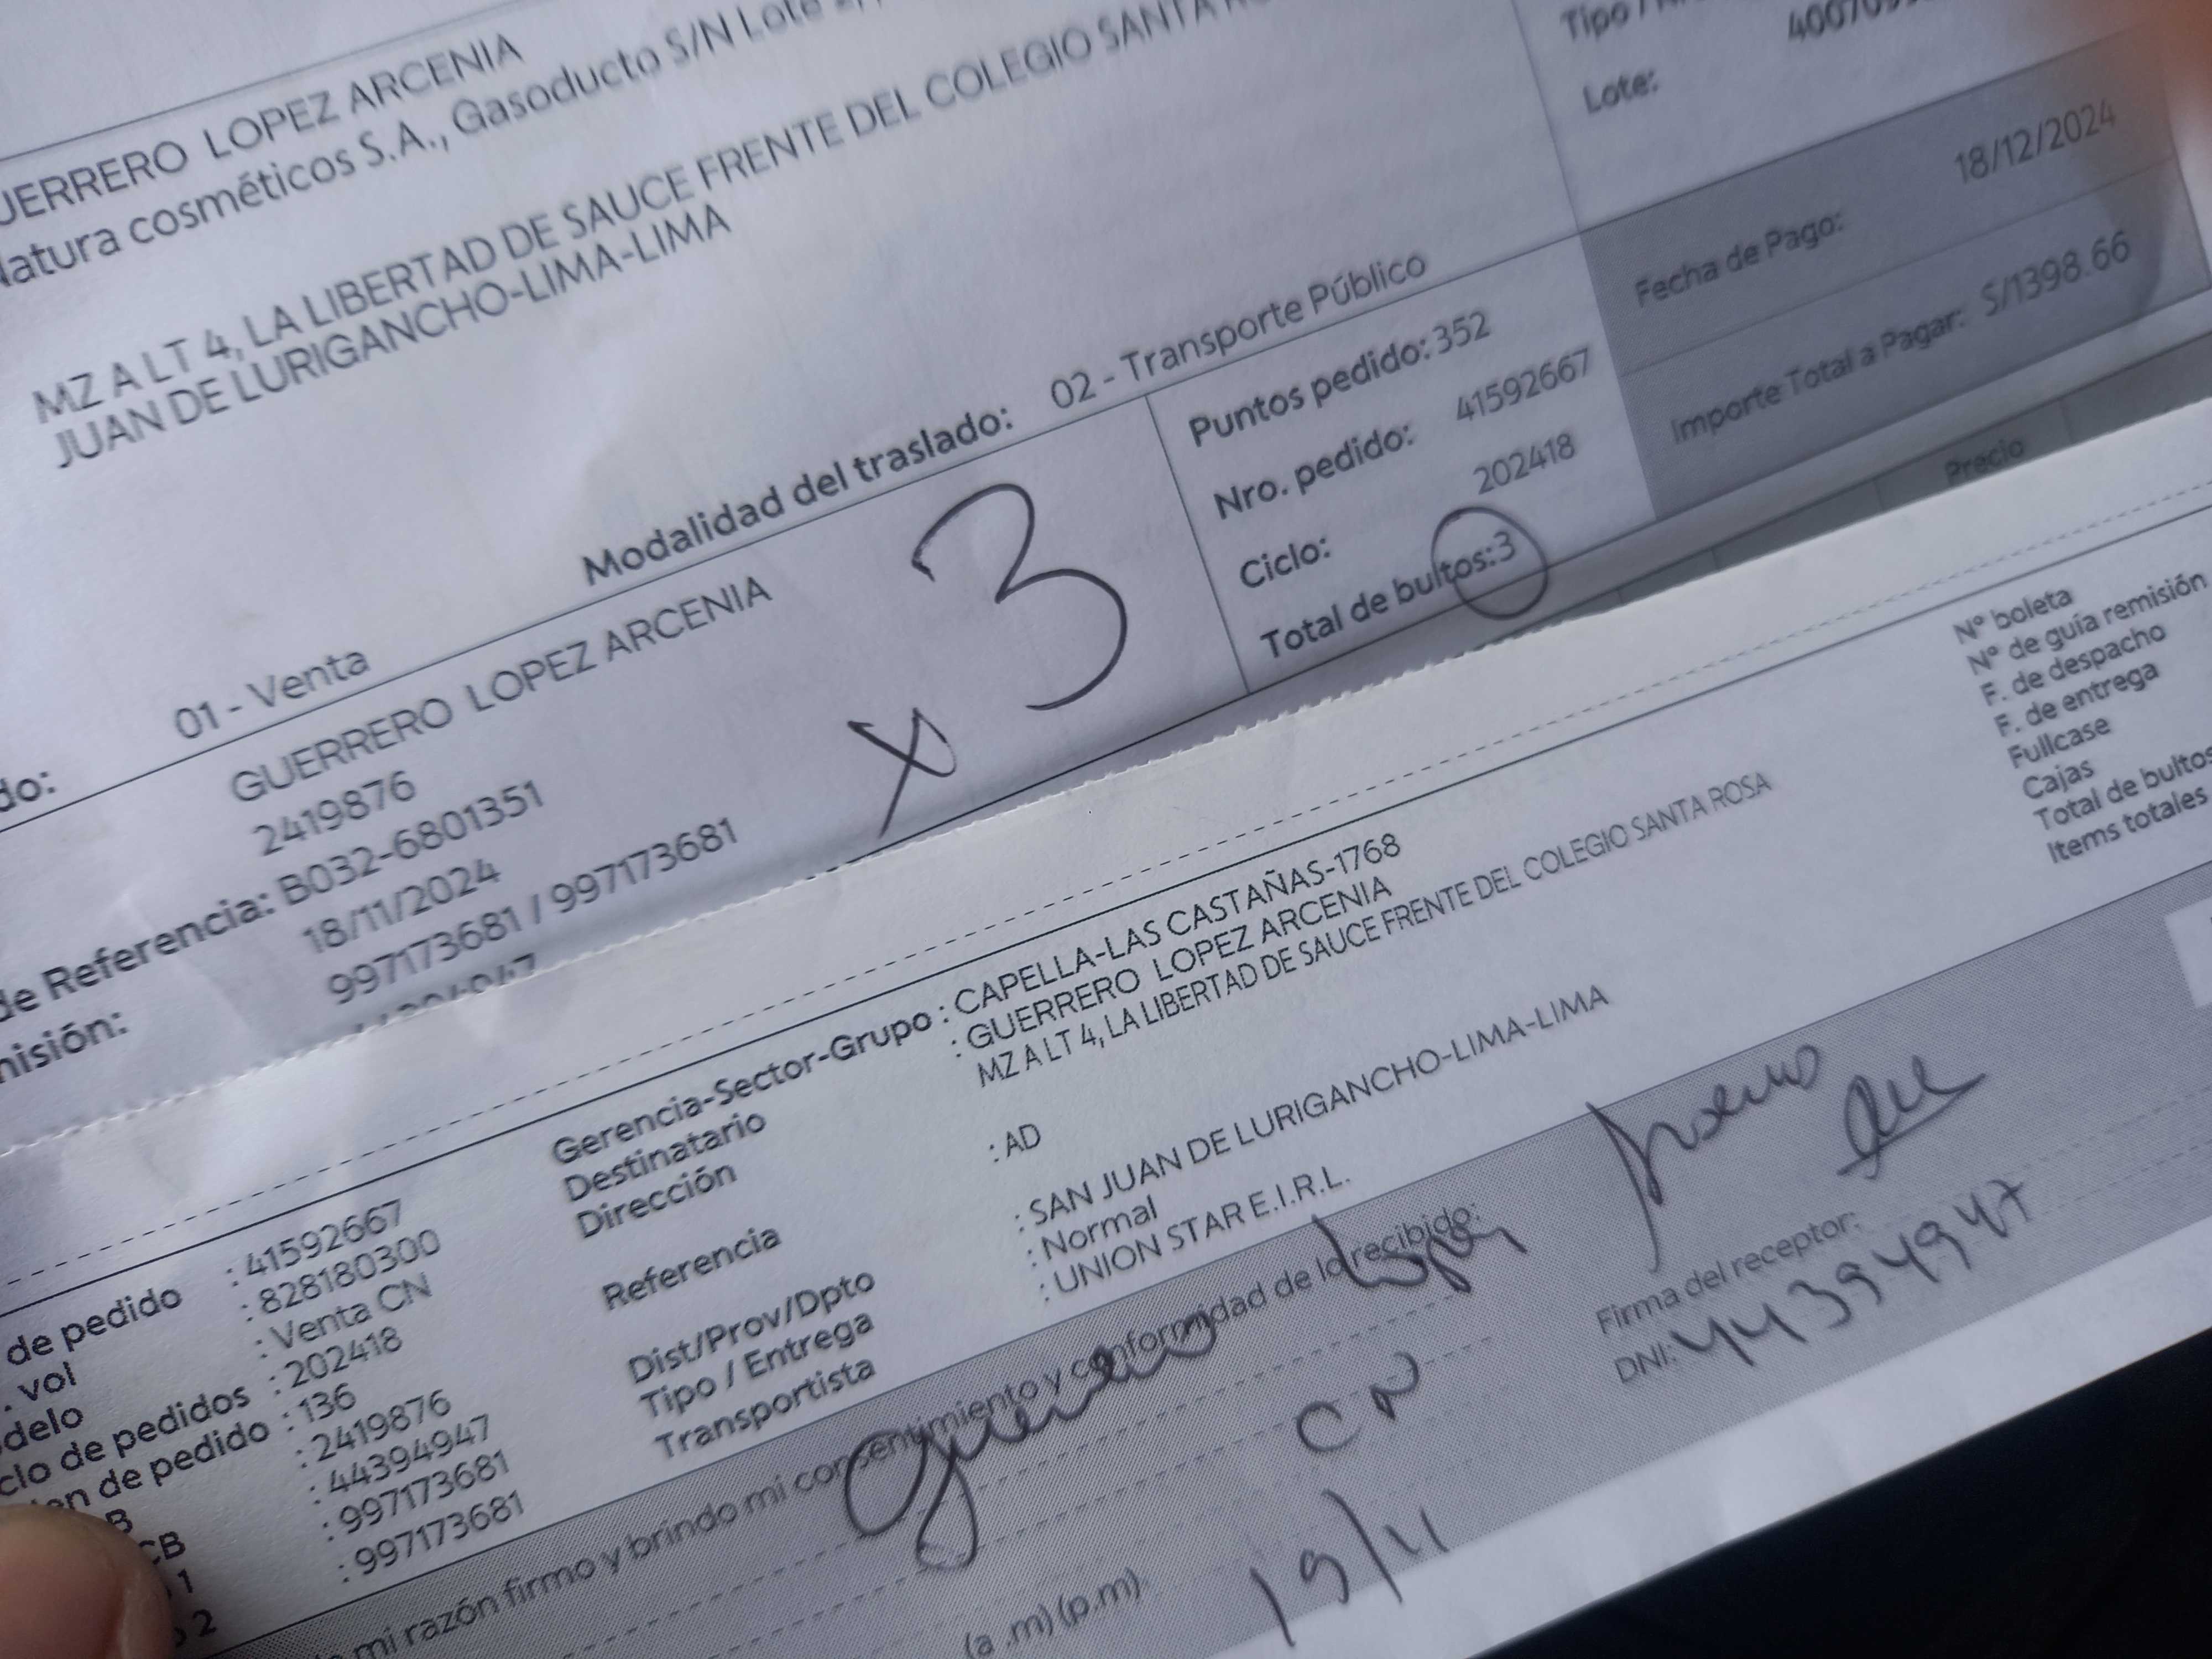 GUERRERO LOPEZ ARCENIA
Natura cosméticos S.A., Gasoducto S/N Lote
MZ A LT 4, LA LIBERTAD DE SAUCE FRENTE DEL COLEGIO SANTA
JUAN DE LURIGANCHO-LIMA-LIMA
Lote:
Fecha de Pago: 18/12/2024
Importe Total a Pagar: S/1398.66
Precio
01 - Venta
Modalidad del traslado: 02 - Transporte Público
GUERRERO LOPEZ ARCENIA
2419876
de Referencia: B032-6801351
18/11/2024
997173681 / 997173681
x 3
Puntos pedido: 352
Nro. pedido: 41592667
Ciclo: 202418
Total de bultos: 3
N° boleta
N° de guía remisión
F. de despacho
F. de entrega
Fullcase
Cajas
Total de bultos
Items totales
de pedido : 41592667
vol : 828180300
: Venta CN
de pedidos : 202418
de pedido : 136
: 2419876
: 44394947
1 : 997173681
2 : 997173681
Gerencia-Sector-Grupo : CAPELLA-LAS CASTAÑAS-1768
Destinatario : GUERRERO LOPEZ ARCENIA
Dirección MZ A LT 4, LA LIBERTAD DE SAUCE FRENTE DEL COLEGIO SANTA ROSA
Referencia : AD
Dist/Prov/Dpto : SAN JUAN DE LURIGANCHO-LIMA-LIMA
Tipo / Entrega : Normal
Transportista : UNION STAR E.I.R.L.
mi razón firmo y brindo mi consentimiento y conformidad de lo recibido:
Guerrero Lopez
CN
(a .m) (p.m)
19/11
Firma del receptor:
DNI: 44394947